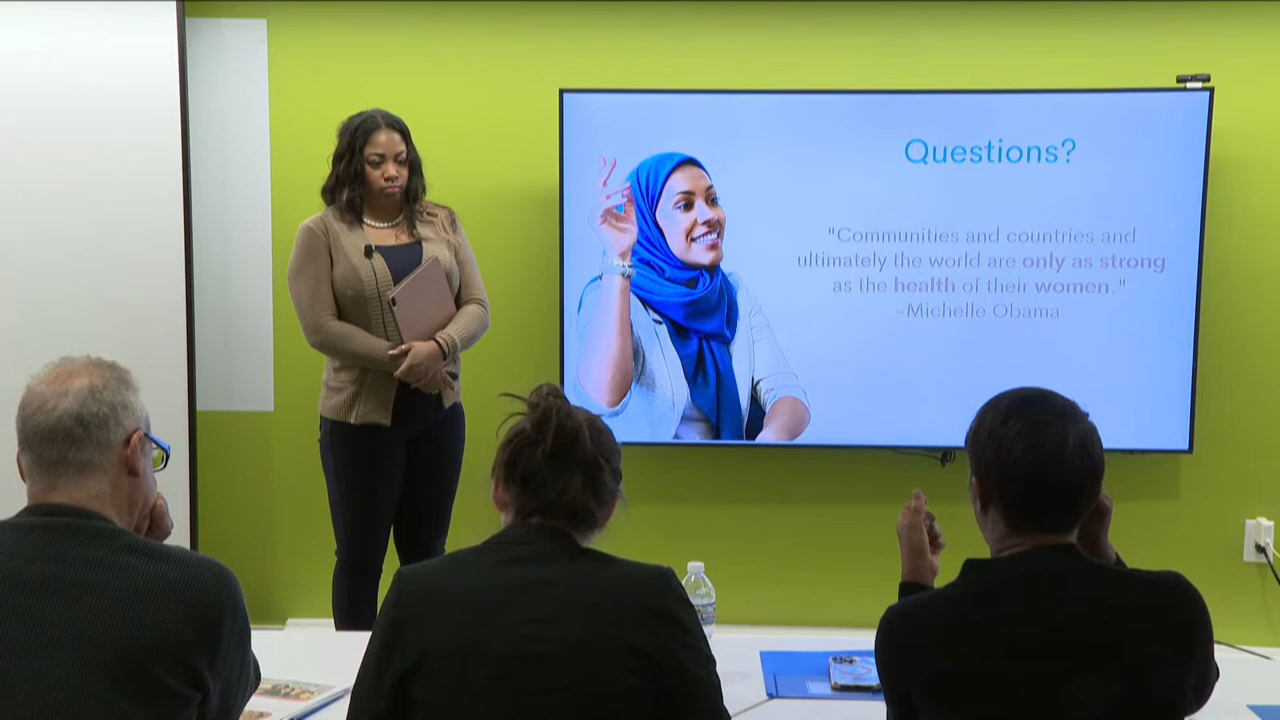 Questions?
"Communities and countries and
ultimately the world are only as strong
as the health of their women."
–Michelle Obama